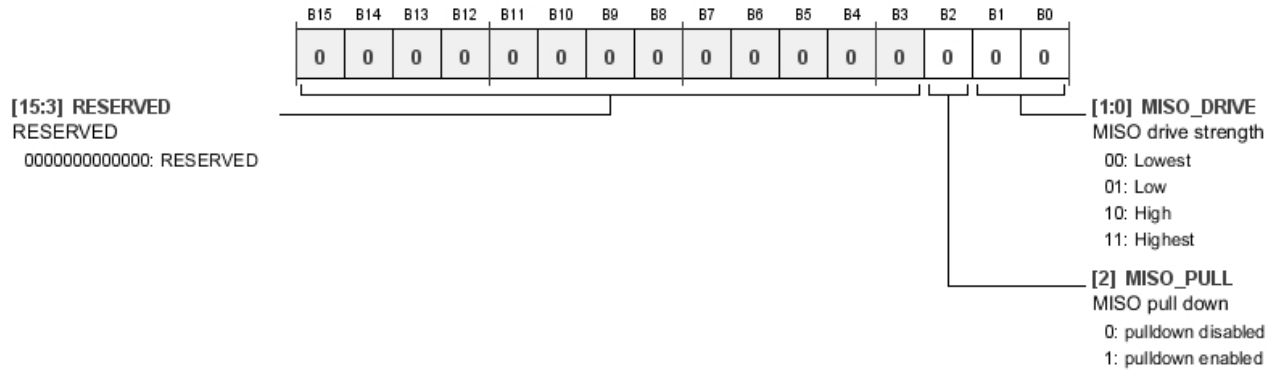 B15 B14 B13 B12 B11 B10 B9 B8 B7 B6 B5 B4 B3 B2 B1 B0
0 0 0 0 0 0 0 0 0 0 0 0 0 0 0 0
[15:3] RESERVED
RESERVED
0000000000000: RESERVED
[1:0] MISO_DRIVE
MISO drive strength
00: Lowest
01: Low
10: High
11: Highest
[2] MISO_PULL
MISO pull down
0: pulldown disabled
1: pulldown enabled